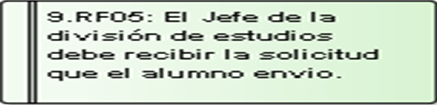 9.RF05: El Jefe de la
división de estudios
debe recibir la solicitud
que el alumno envio.